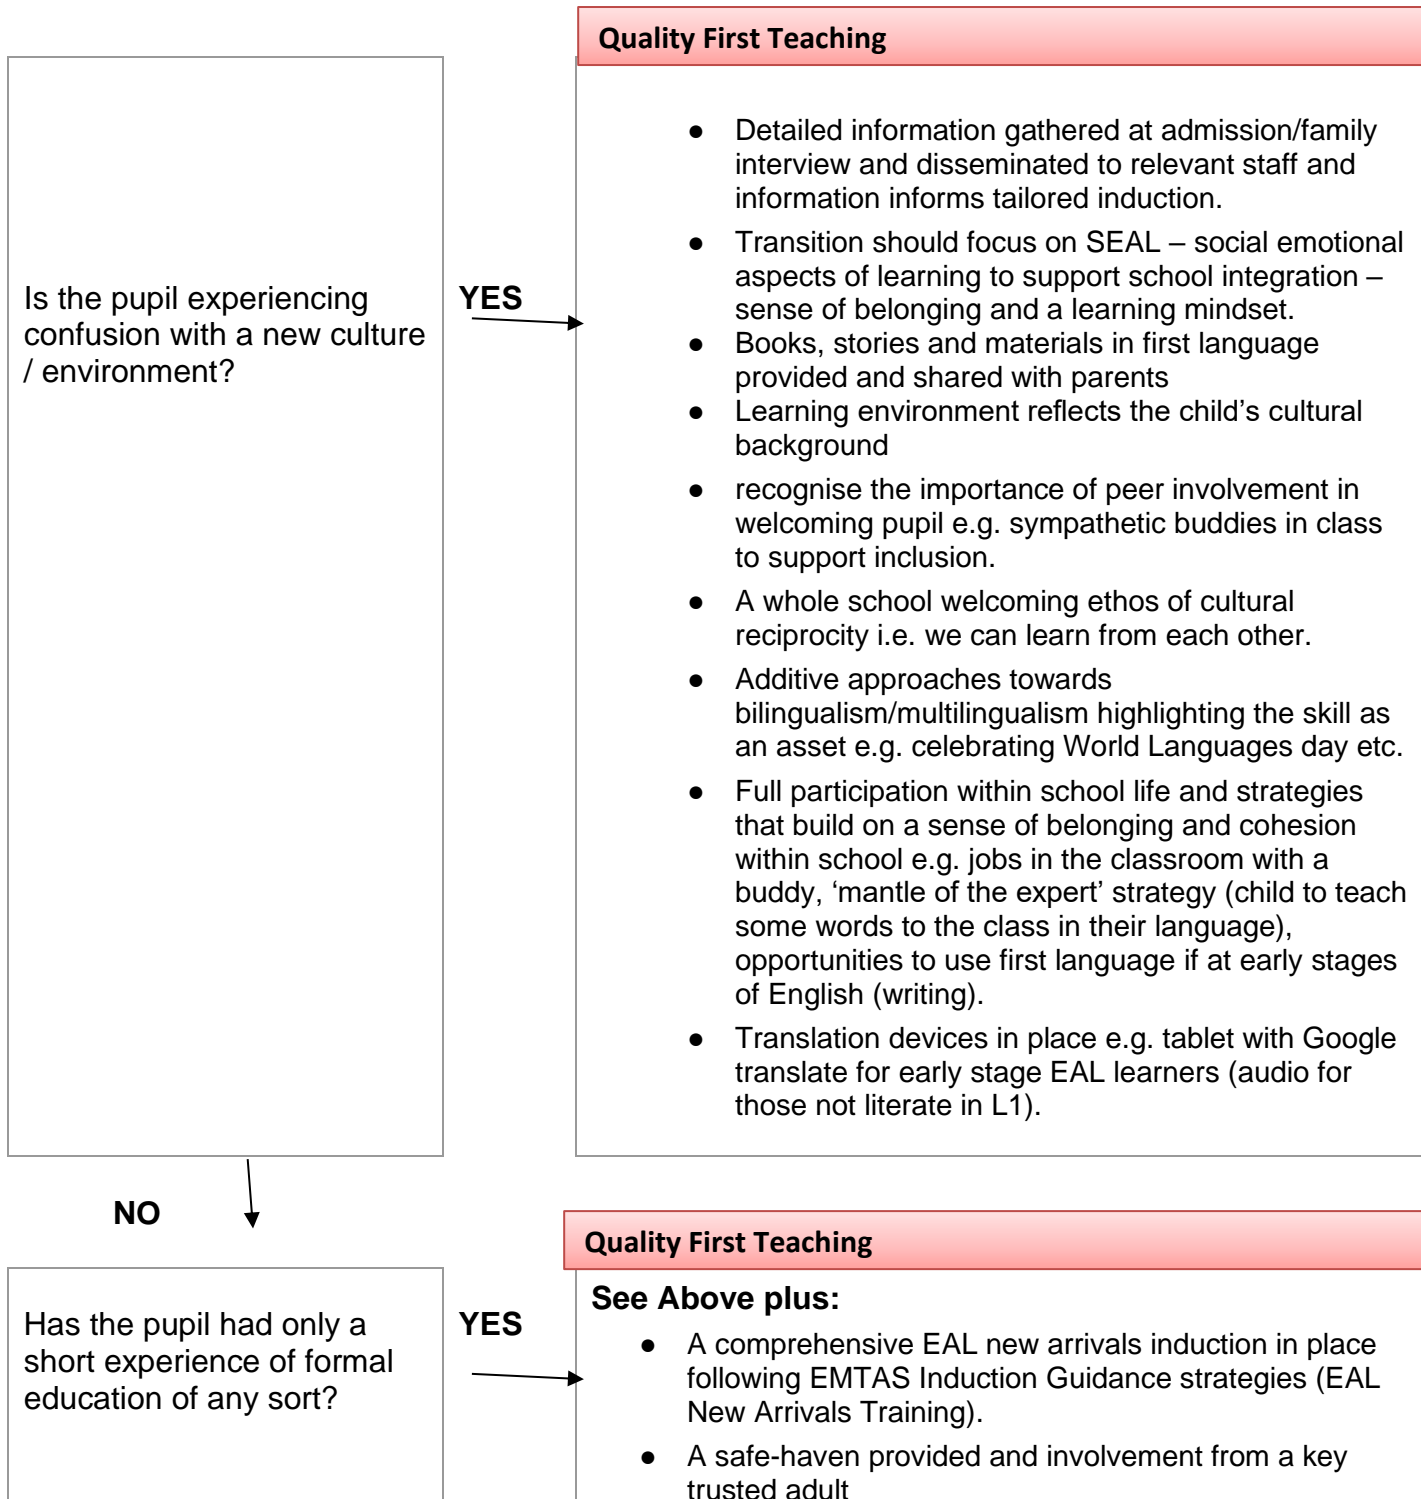 Quality First Teaching
Is the pupil experiencing
confusion with a new culture
/ environment?
YES
● Detailed information gathered at admission/family
interview and disseminated to relevant staff and
information informs tailored induction.
● Transition should focus on SEAL – social emotional
aspects of learning to support school integration –
sense of belonging and a learning mindset.
● Books, stories and materials in first language
provided and shared with parents
● Learning environment reflects the child’s cultural
background
● recognise the importance of peer involvement in
welcoming pupil e.g. sympathetic buddies in class
to support inclusion.
● A whole school welcoming ethos of cultural
reciprocity i.e. we can learn from each other.
● Additive approaches towards
bilingualism/multilingualism highlighting the skill as
an asset e.g. celebrating World Languages day etc.
● Full participation within school life and strategies
that build on a sense of belonging and cohesion
within school e.g. jobs in the classroom with a
buddy, ‘mantle of the expert’ strategy (child to teach
some words to the class in their language),
opportunities to use first language if at early stages
of English (writing).
● Translation devices in place e.g. tablet with Google
translate for early stage EAL learners (audio for
those not literate in L1).
NO
Quality First Teaching
Has the pupil had only a
short experience of formal
education of any sort?
YES
See Above plus:
● A comprehensive EAL new arrivals induction in place
following EMTAS Induction Guidance strategies (EAL
New Arrivals Training).
● A safe-haven provided and involvement from a key
trusted adult